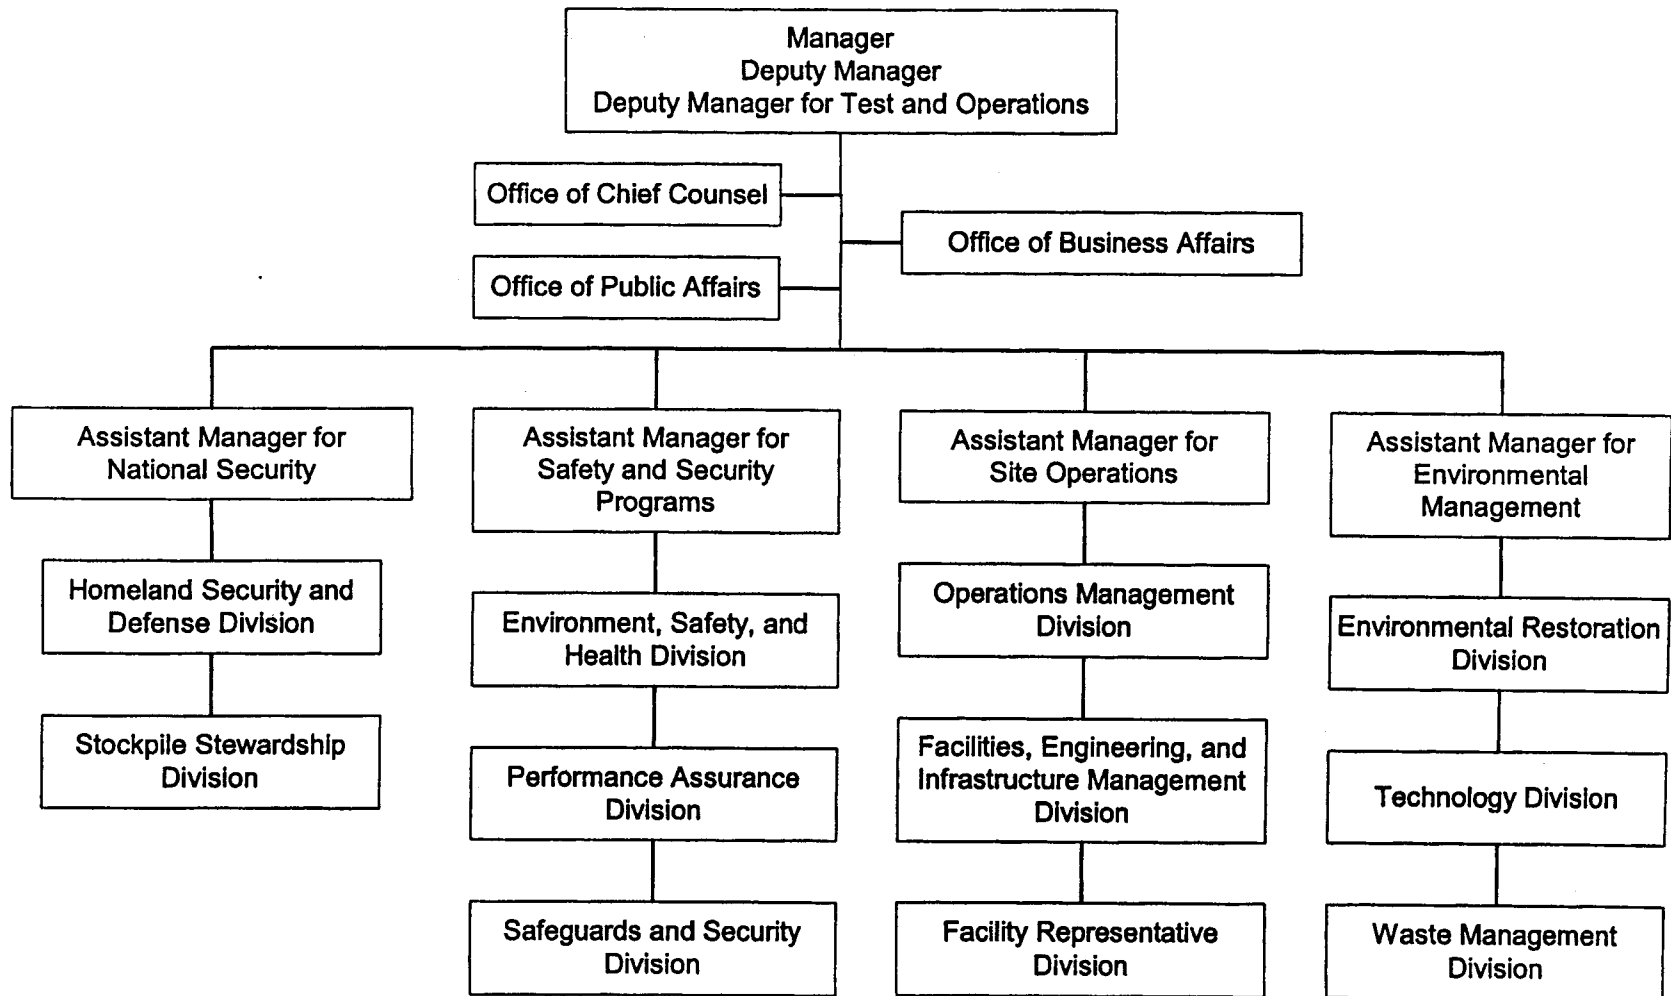 Manager
Deputy Manager
Deputy Manager for Test and Operations
Office of Chief Counsel
Office of Business Affairs
Office of Public Affairs
Assistant Manager for
National Security
Assistant Manager for
Safety and Security
Programs
Assistant Manager for
Site Operations
Assistant Manager for
Environmental
Management
Homeland Security and
Defense Division
Environment, Safety, and
Health Division
Operations Management
Division
Environmental Restoration
Division
Stockpile Stewardship
Division
Performance Assurance
Division
Facilities, Engineering, and
Infrastructure Management
Division
Technology Division
Safeguards and Security
Division
Facility Representative
Division
Waste Management
Division